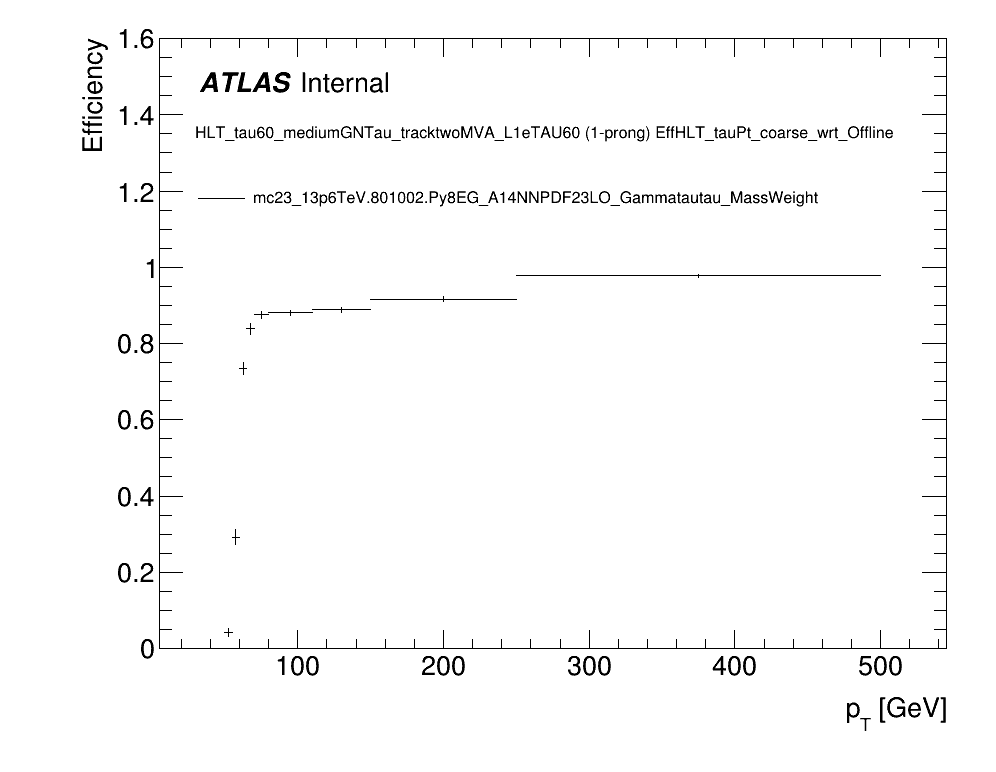 Efficiency
1.6
1.4
1.2
1
0.8
0.6
0.4
0.2
0
ATLAS Internal
HLT_tau60_mediumGNTau_tracktwoMVA_L1eTAU60 (1-prong) EffHLT_tauPt_coarse_wrt_Offline
mc23_13p6TeV.801002.Py8EG_A14NNPDF23LO_Gammatautau_MassWeight
100 200 300 400 500
p_T [GeV]